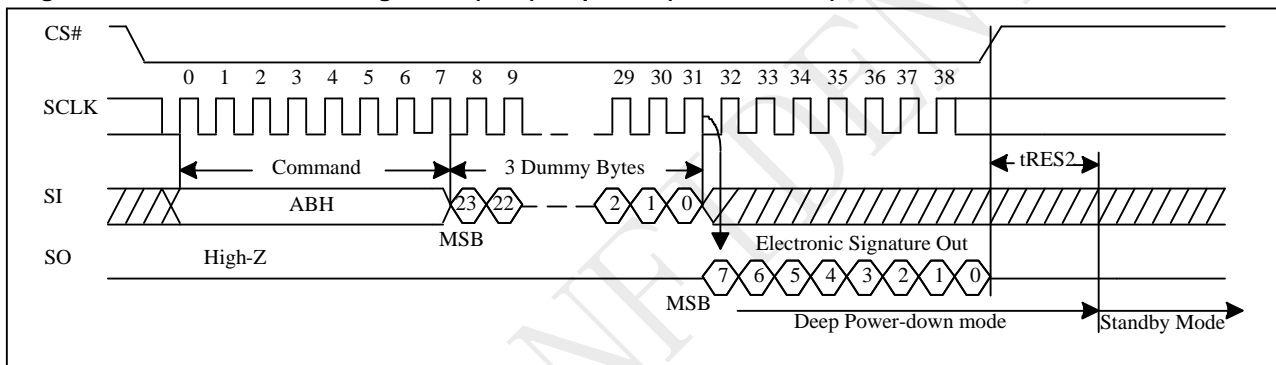 CS#
0 1 2 3 4 5 6 7 8 9 29 30 31 32 33 34 35 36 37 38
SCLK
Command 3 Dummy Bytes tRES2
SI ABH 23 22 2 1 0
MSB Electronic Signature Out
SO High-Z
7 6 5 4 3 2 1 0
MSB
Deep Power-down mode Standby Mode